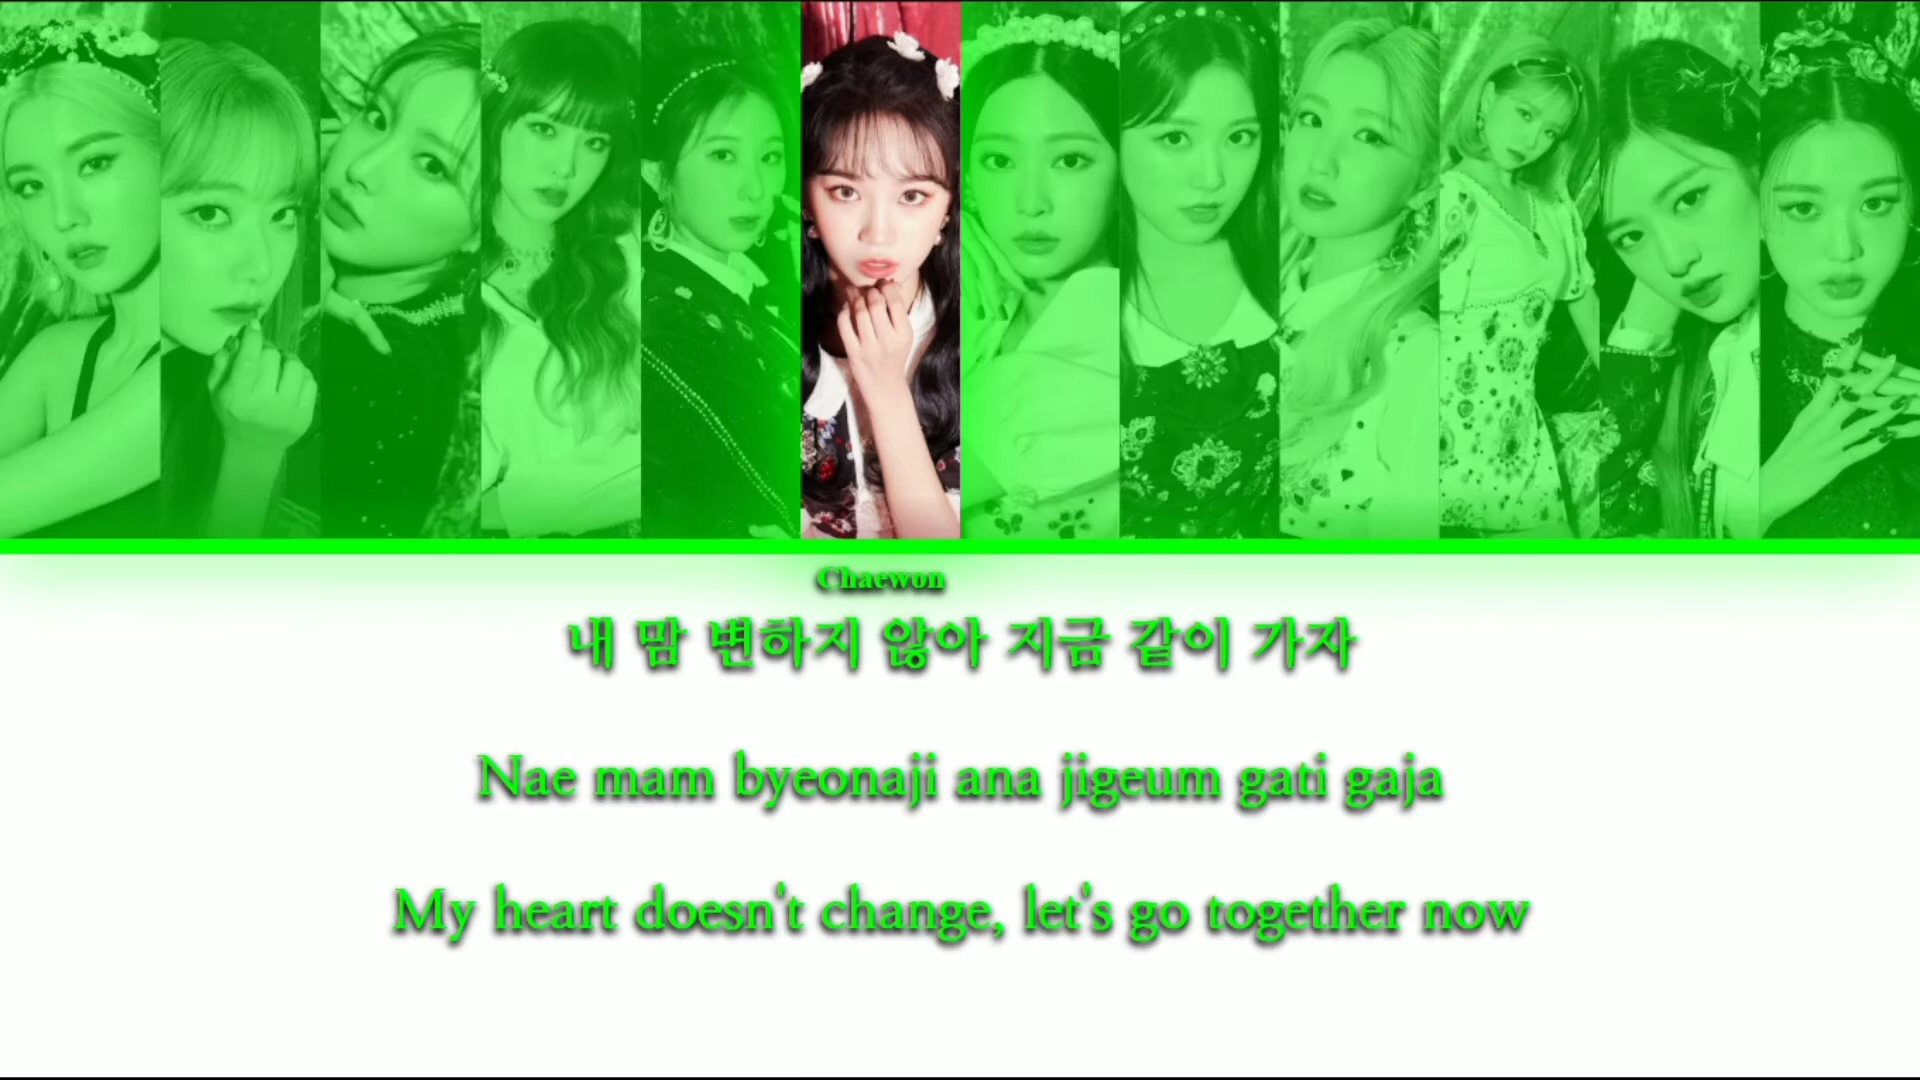 Chaewon
내 맘 변하지 않아 지금 같이 가자
Nae mam byeonaji ana jigeum gati gaja
My heart doesn't change, let's go together now